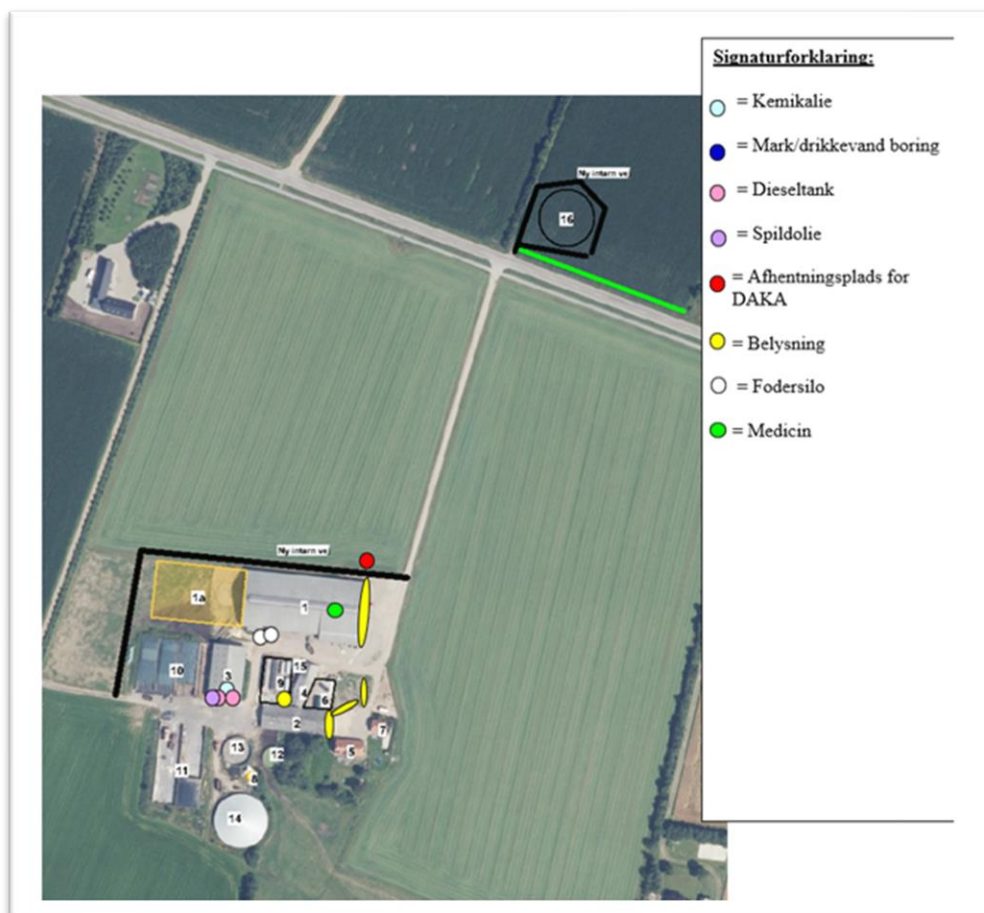 Signaturforklaring:
= Kemikalie
= Mark/drikkevand boring
= Dieseltank
= Spildolie
= Afhentningsplads for
DAKA
= Belysning
= Fodersilo
= Medicin
Ny intern vej
16
Ny intern vej
1a
1
10
3
15
9
4
6
2
7
5
13
12
11
8
14